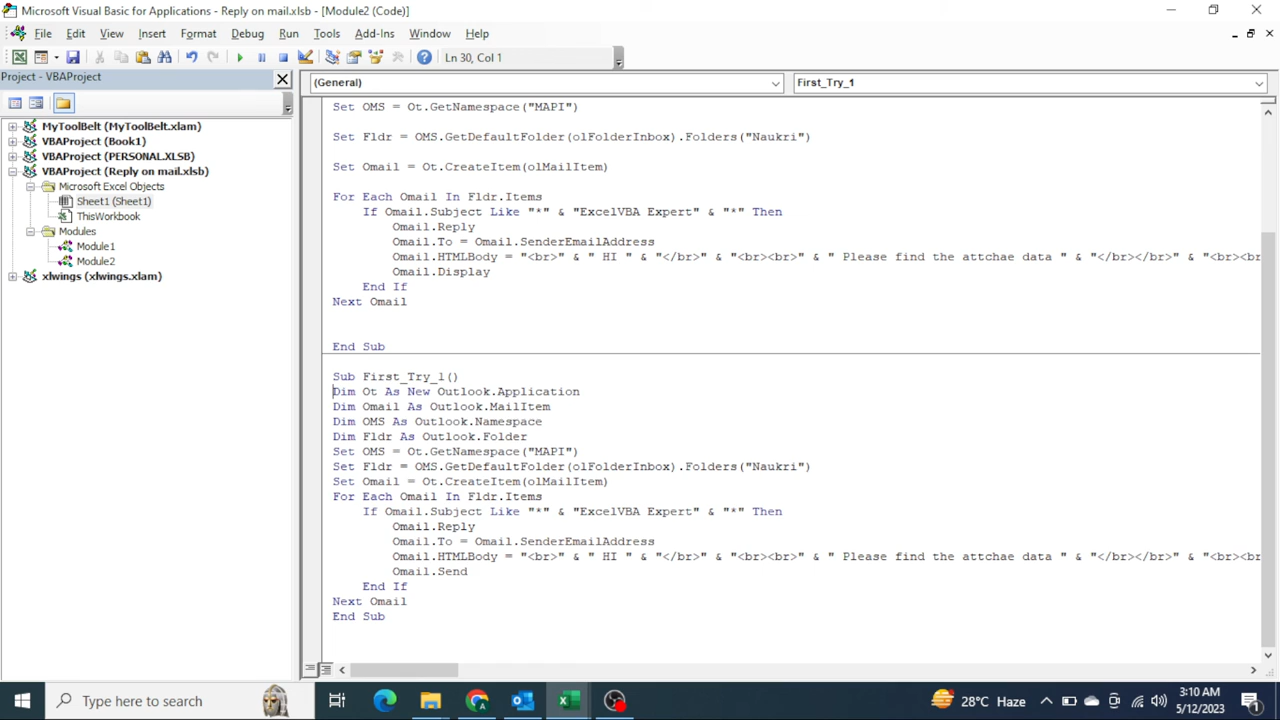 Microsoft Visual Basic for Applications - Reply on mail.xlsb - [Module2 (Code)]
File Edit View Insert Format Debug Run Tools Add-Ins Window Help
Ln 30, Col 1
Project - VBAProject
(General)
First_Try_1
MyToolBelt (MyToolBelt.xlam)
VBAProject (Book1)
VBAProject (PERSONAL.XLSB)
VBAProject (Reply on mail.xlsb)
Microsoft Excel Objects
Sheet1 (Sheet1)
ThisWorkbook
Modules
Module1
Module2
xlwings (xlwings.xlam)
Set OMS = Ot.GetNamespace("MAPI")
Set Fldr = OMS.GetDefaultFolder(olFolderInbox).Folders("Naukri")
Set Omail = Ot.CreateItem(olMailItem)
For Each Omail In Fldr.Items
If Omail.Subject Like "*" & "ExcelVBA Expert" & "*" Then
Omail.Reply
Omail.To = Omail.SenderEmailAddress
Omail.HTMLBody = "<br>" & " HI " & "</br>" & "<br><br>" & " Please find the attchae data " & "</br></br>" & "<br><br
Omail.Display
End If
Next Omail
End Sub
Sub First_Try_1()
Dim Ot As New Outlook.Application
Dim Omail As Outlook.MailItem
Dim OMS As Outlook.Namespace
Dim Fldr As Outlook.Folder
Set OMS = Ot.GetNamespace("MAPI")
Set Fldr = OMS.GetDefaultFolder(olFolderInbox).Folders("Naukri")
Set Omail = Ot.CreateItem(olMailItem)
For Each Omail In Fldr.Items
If Omail.Subject Like "*" & "ExcelVBA Expert" & "*" Then
Omail.Reply
Omail.To = Omail.SenderEmailAddress
Omail.HTMLBody = "<br>" & " HI " & "</br>" & "<br><br>" & " Please find the attchae data " & "</br></br>" & "<br><br
Omail.Send
End If
Next Omail
End Sub
Type here to search
28°C Haze
3:10 AM
5/12/2023